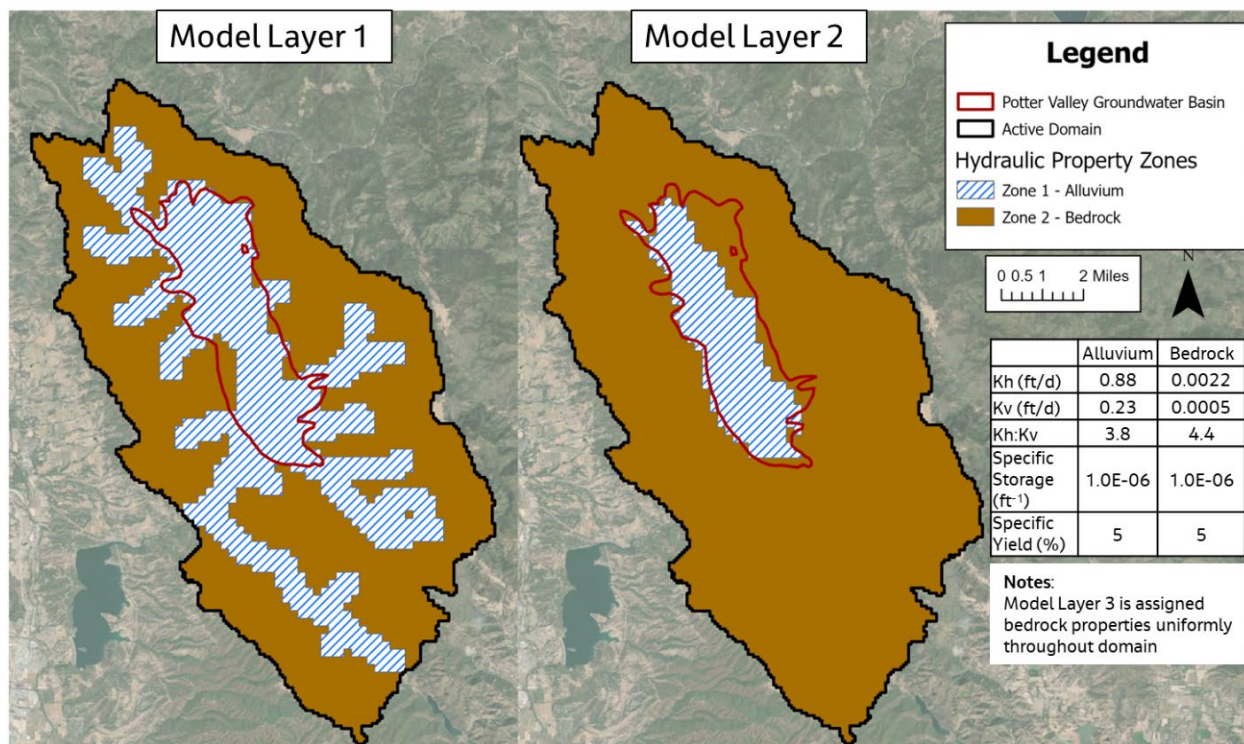 Model Layer 1
Model Layer 2
Legend
Potter Valley Groundwater Basin
Active Domain
Hydraulic Property Zones
Zone 1 - Alluvium
Zone 2 - Bedrock
N
0 0.5 1 2 Miles
Alluvium Bedrock
Kh (ft/d) 0.88 0.0022
Kv (ft/d) 0.23 0.0005
Kh:Kv 3.8 4.4
Specific
Storage 1.0E-06 1.0E-06
(ft⁻¹)
Specific
Yield (%) 5 5
Notes:
Model Layer 3 is assigned
bedrock properties uniformly
throughout domain